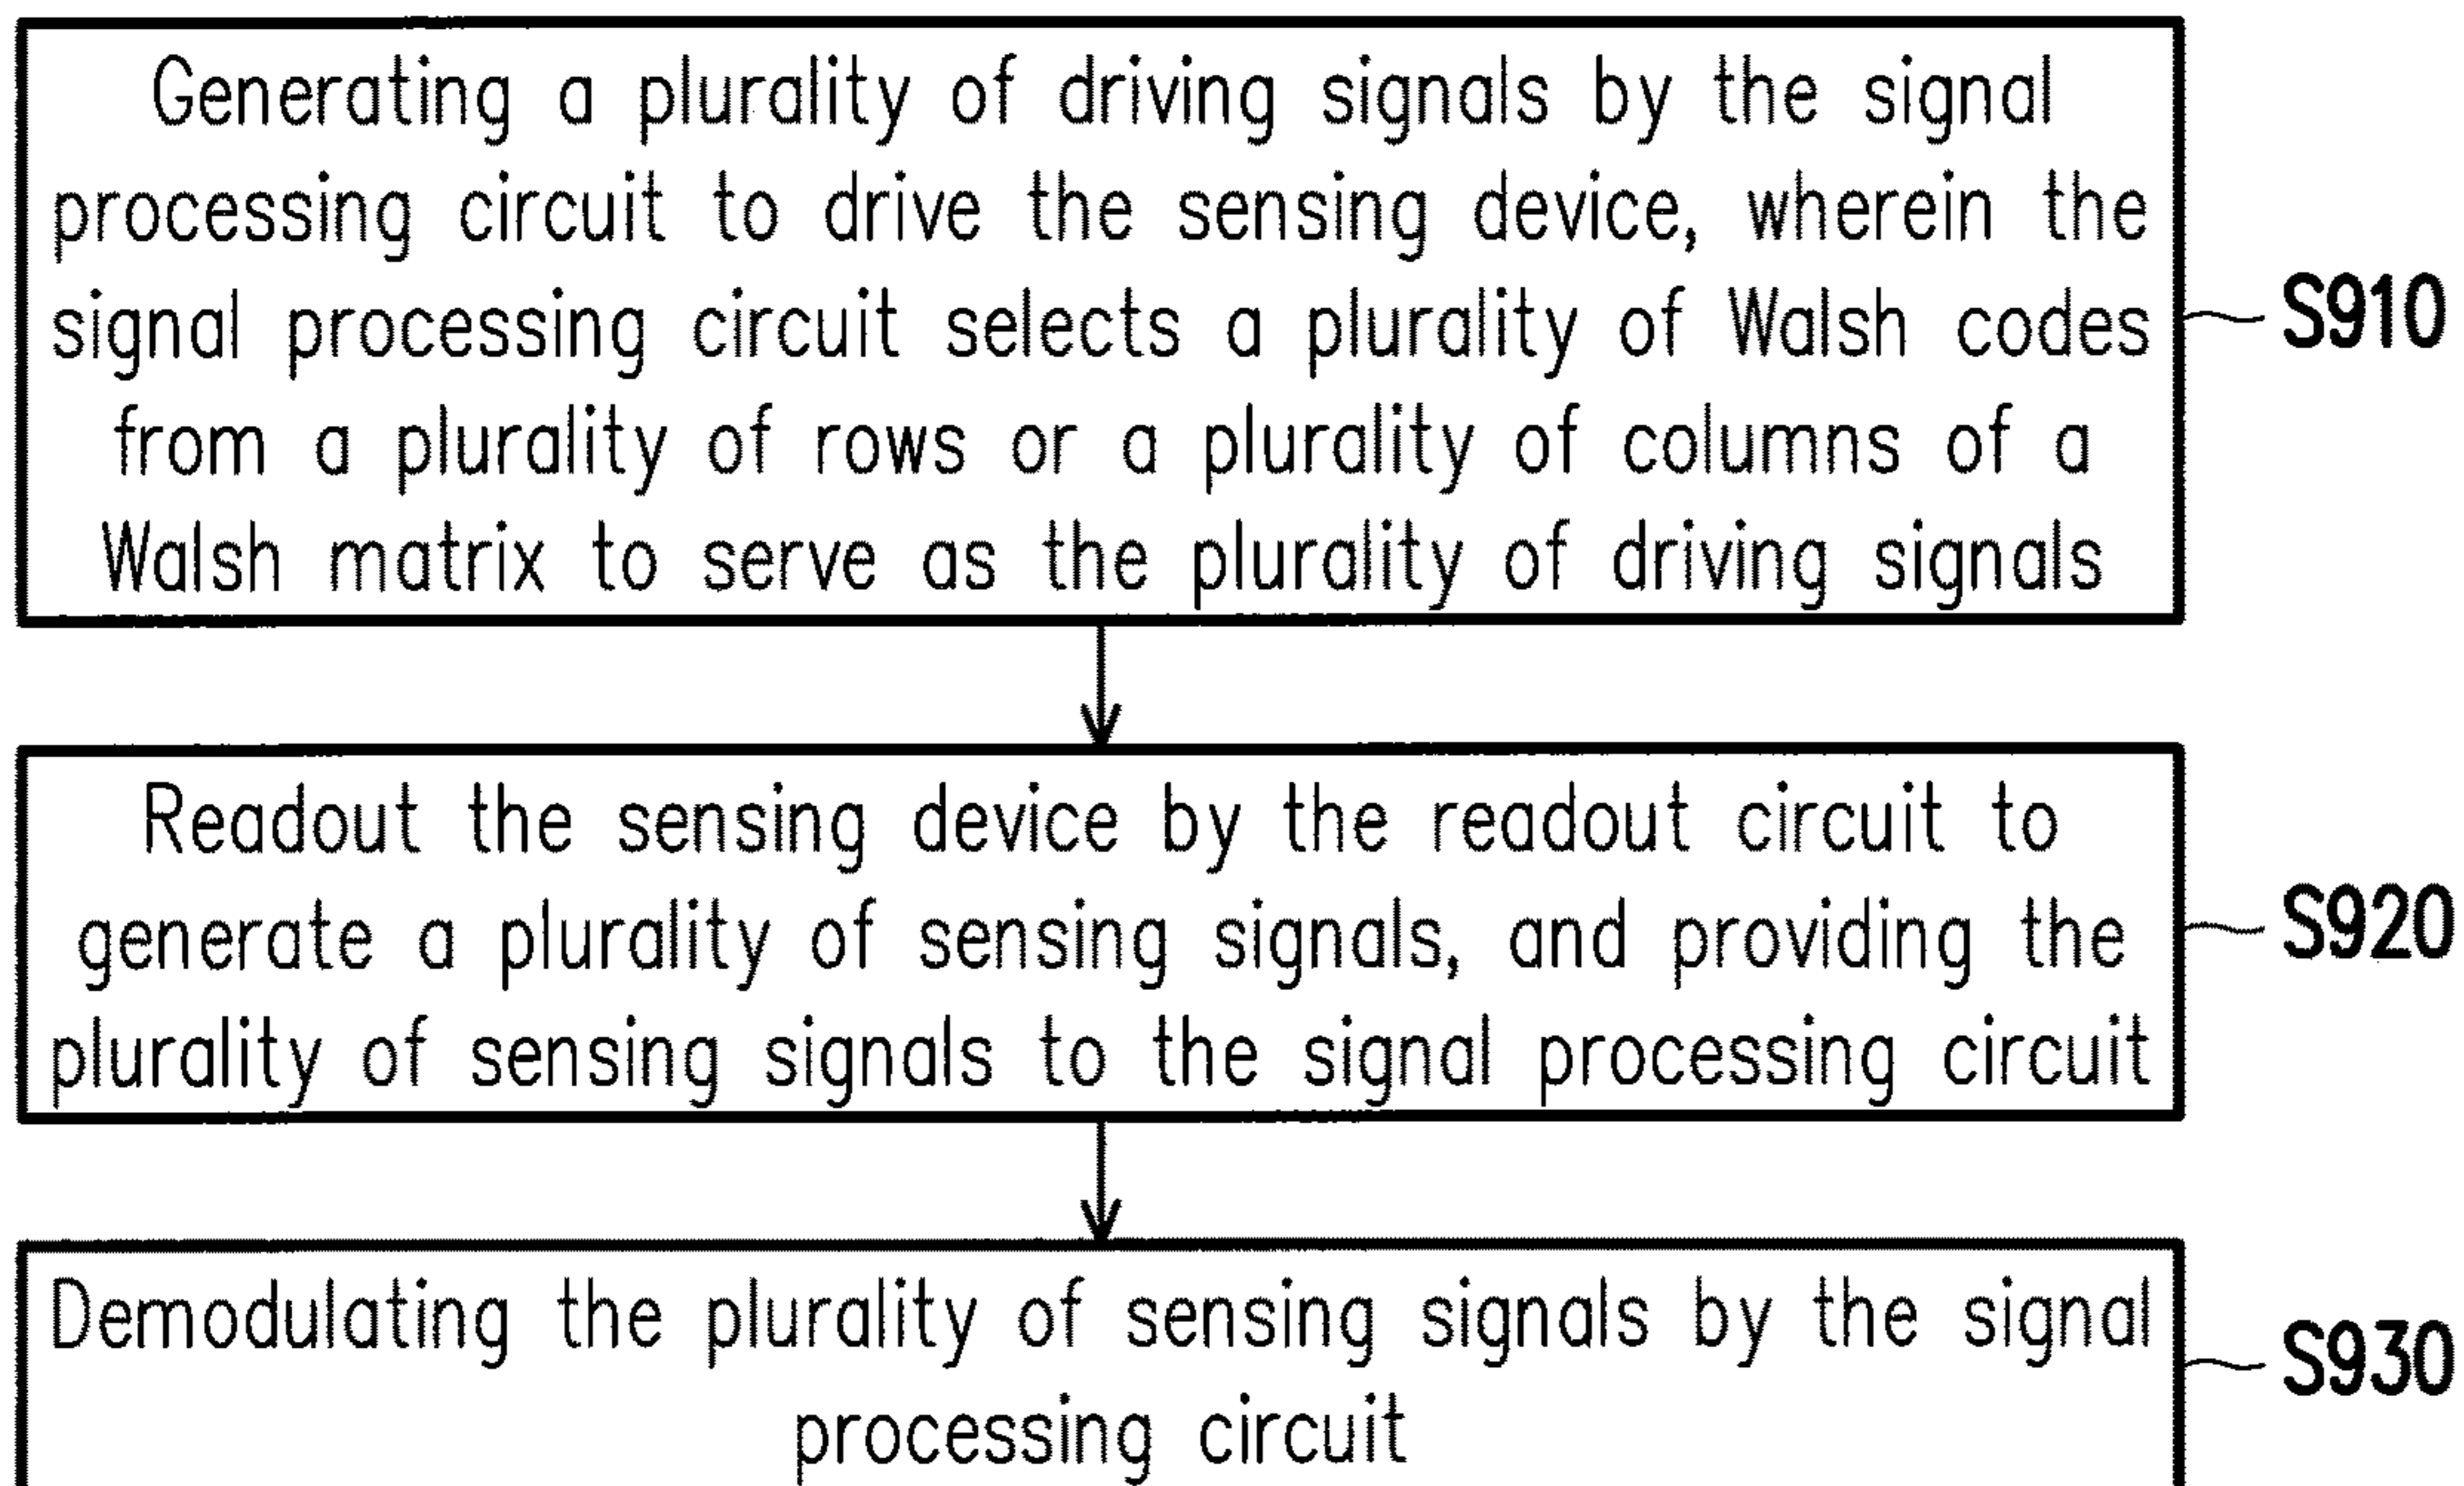 Generating a plurality of driving signals by the signal
processing circuit to drive the sensing device, wherein the
signal processing circuit selects a plurality of Walsh codes
from a plurality of rows or a plurality of columns of a
Walsh matrix to serve as the plurality of driving signals
S910
Readout the sensing device by the readout circuit to
generate a plurality of sensing signals, and providing the
plurality of sensing signals to the signal processing circuit
S920
Demodulating the plurality of sensing signals by the signal
processing circuit
S930